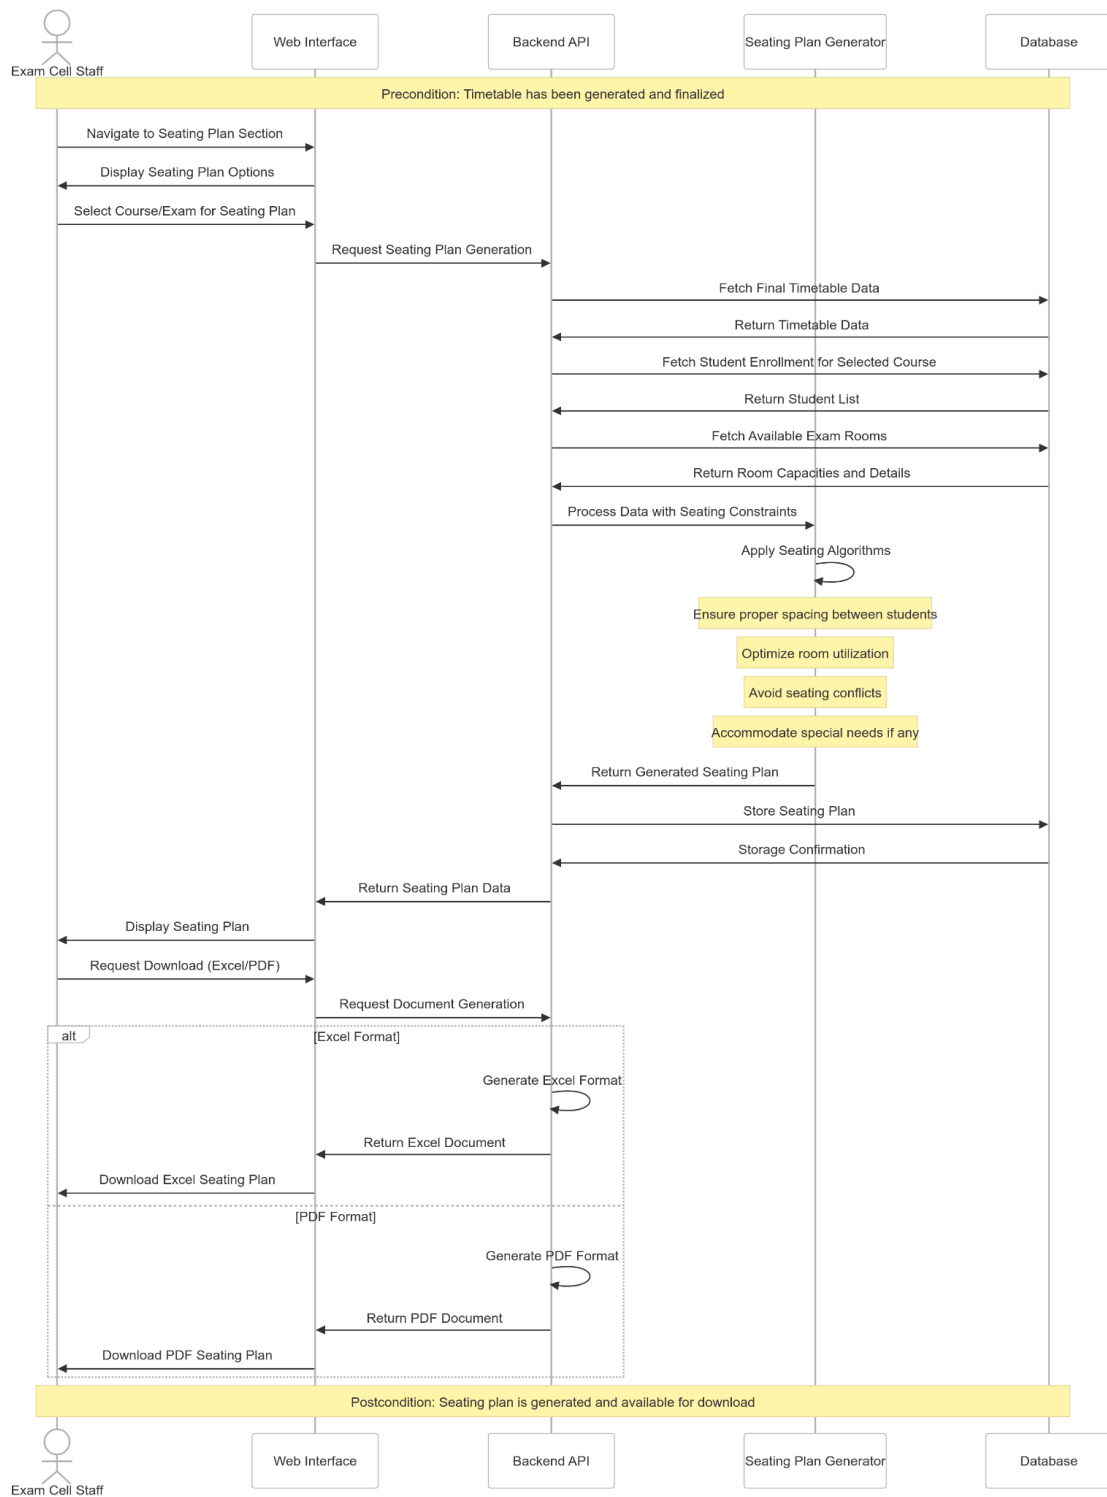 Exam Cell Staff
Web Interface
Backend API
Seating Plan Generator
Database
Precondition: Timetable has been generated and finalized
Navigate to Seating Plan Section
Display Seating Plan Options
Select Course/Exam for Seating Plan
Request Seating Plan Generation
Fetch Final Timetable Data
Return Timetable Data
Fetch Student Enrollment for Selected Course
Return Student List
Fetch Available Exam Rooms
Return Room Capacities and Details
Process Data with Seating Constraints
Apply Seating Algorithms
Ensure proper spacing between students
Optimize room utilization
Avoid seating conflicts
Accommodate special needs if any
Return Generated Seating Plan
Store Seating Plan
Storage Confirmation
Return Seating Plan Data
Display Seating Plan
Request Download (Excel/PDF)
Request Document Generation
alt
[Excel Format]
Generate Excel Format
Return Excel Document
Download Excel Seating Plan
[PDF Format]
Generate PDF Format
Return PDF Document
Download PDF Seating Plan
Postcondition: Seating plan is generated and available for download
Exam Cell Staff
Web Interface
Backend API
Seating Plan Generator
Database